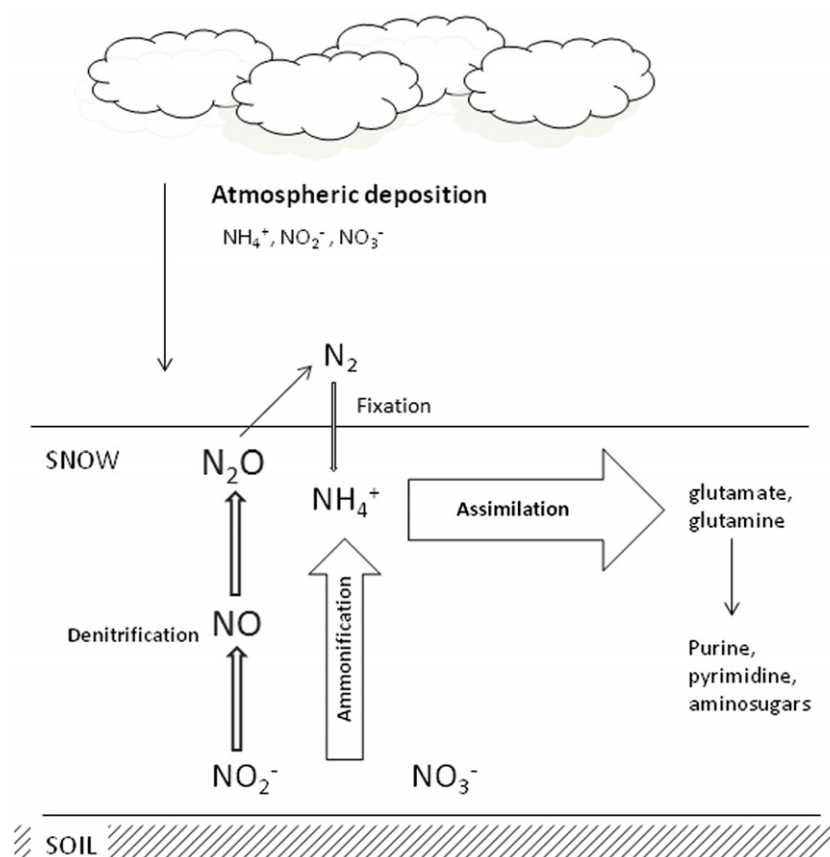 Atmospheric deposition
NH₄⁺, NO₂⁻, NO₃⁻
N₂
Fixation
SNOW
N₂O
NH₄⁺
Assimilation
glutamate,
glutamine
Denitrification
NO
Ammonification
Purine,
pyrimidine,
aminosugars
NO₂⁻
NO₃⁻
SOIL